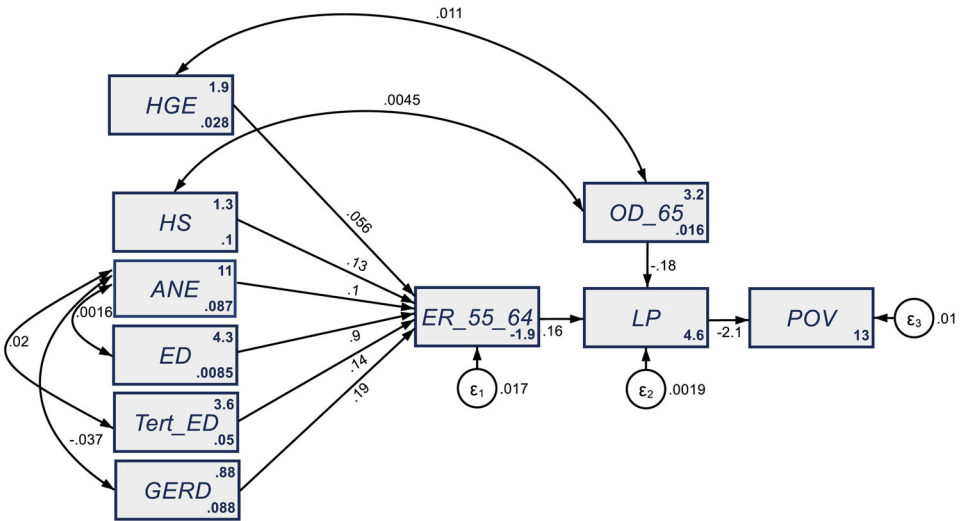 .011
1.9
HGE
.028
.0045
1.3
HS
.1
3.2
OD_65
.016
.056
.13
11
ANE
.087
.1
-.18
.0016
ER_55_64
-1.9
.16
LP
4.6
-2.1
POV
13
ε3
.01
4.3
ED
.0085
.02
.9
.14
.19
ε1
.017
ε2
.0019
3.6
Tert_ED
.05
-.037
.88
GERD
.088